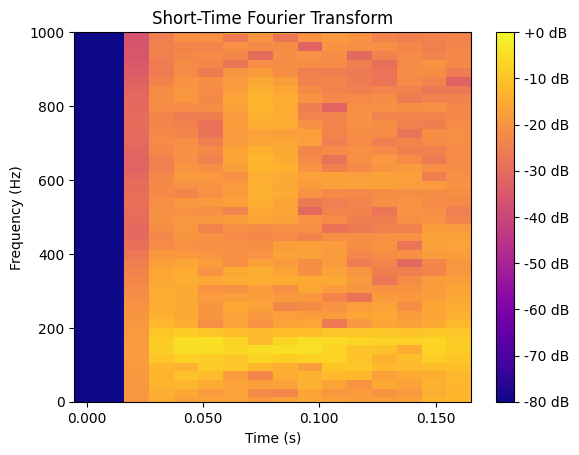 Short-Time Fourier Transform
Frequency (Hz)
1000
800
600
400
200
0
0.000
0.050
0.100
0.150
Time (s)
+0 dB
-10 dB
-20 dB
-30 dB
-40 dB
-50 dB
-60 dB
-70 dB
-80 dB